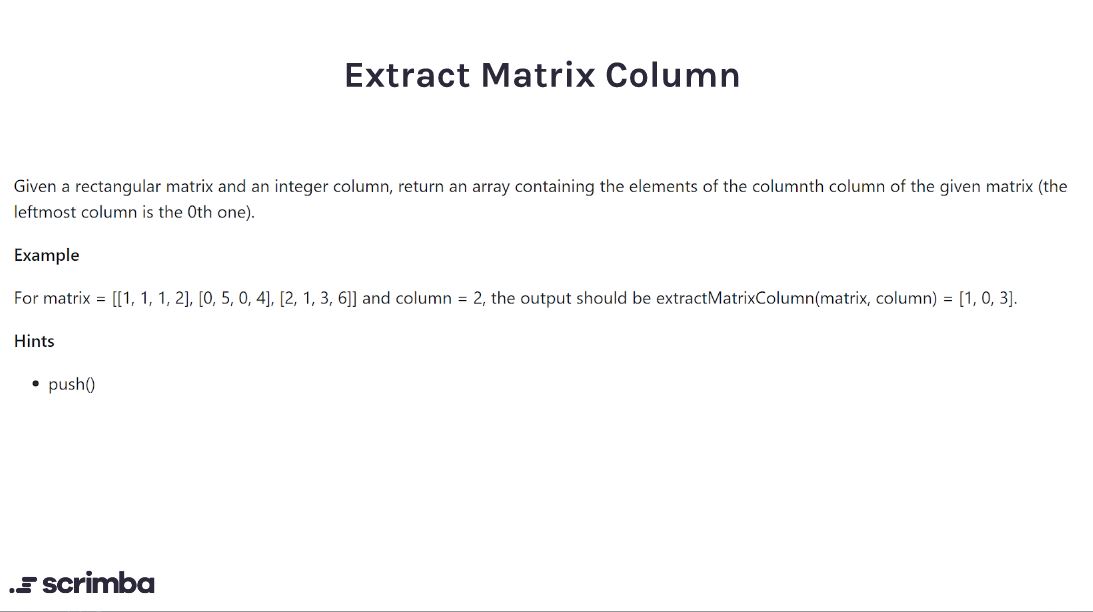 Extract Matrix Column
Given a rectangular matrix and an integer column, return an array containing the elements of the columnth column of the given matrix (the
leftmost column is the 0th one).
Example
For matrix = [[1, 1, 1, 2], [0, 5, 0, 4], [2, 1, 3, 6]] and column = 2, the output should be extractMatrixColumn(matrix, column) = [1, 0, 3].
Hints
• push()
scrimba